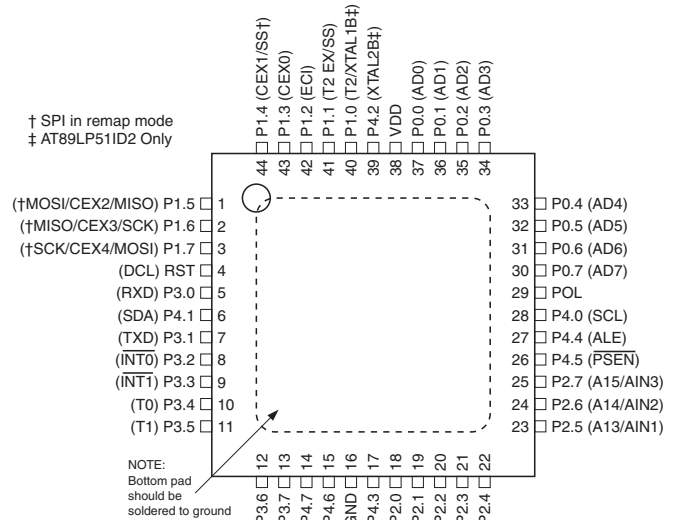 P1.4 (CEX1/SS†)
P1.3 (CEX0)
P1.2 (ECI)
P1.1 (T2 EX/SS)
P1.0 (T2/XTAL1B‡)
P4.2 (XTAL2B‡)
VDD
P0.0 (AD0)
P0.1 (AD1)
P0.2 (AD2)
P0.3 (AD3)
† SPI in remap mode
‡ AT89LP51ID2 Only
44 43 42 41 40 39 38 37 36 35 34
(†MOSI/CEX2/MISO) P1.5 1
(†MISO/CEX3/SCK) P1.6 2
(†SCK/CEX4/MOSI) P1.7 3
(DCL) RST 4
(RXD) P3.0 5
(SDA) P4.1 6
(TXD) P3.1 7
(INT0) P3.2 8
(INT1) P3.3 9
(T0) P3.4 10
(T1) P3.5 11
33 P0.4 (AD4)
32 P0.5 (AD5)
31 P0.6 (AD6)
30 P0.7 (AD7)
29 POL
28 P4.0 (SCL)
27 P4.4 (ALE)
26 P4.5 (PSEN)
25 P2.7 (A15/AIN3)
24 P2.6 (A14/AIN2)
23 P2.5 (A13/AIN1)
NOTE:
Bottom pad
should be
soldered to ground
12 13 14 15 16 17 18 19 20 21 22
P3.6
P3.7
P4.7
P4.6
GND
P4.3
P2.0
P2.1
P2.2
P2.3
P2.4